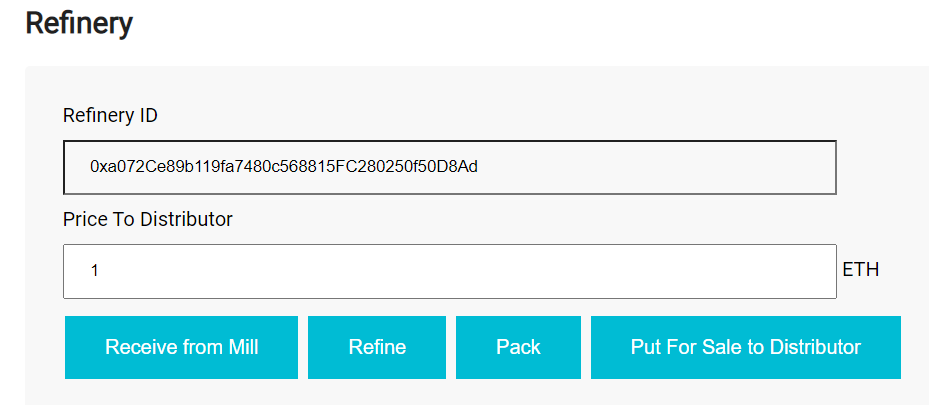 Refinery
Refinery ID
0xa072Ce89b119fa7480c568815FC280250f50D8Ad
Price To Distributor
1 ETH
Receive from Mill Refine Pack Put For Sale to Distributor